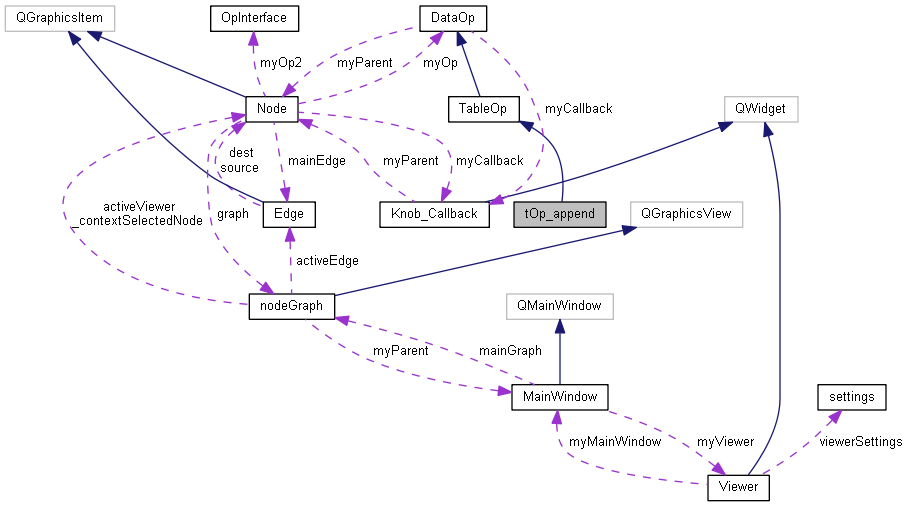 QGraphicsItem
OpInterface
DataOp
myOp2
myParent
myOp
Node
TableOp
myCallback
QWidget
dest
source
mainEdge
myParent
myCallback
activeViewer
_contextSelectedNode
graph
Edge
Knob_Callback
tOp_append
QGraphicsView
activeEdge
nodeGraph
QMainWindow
myParent
mainGraph
MainWindow
settings
myMainWindow
myViewer
viewerSettings
Viewer